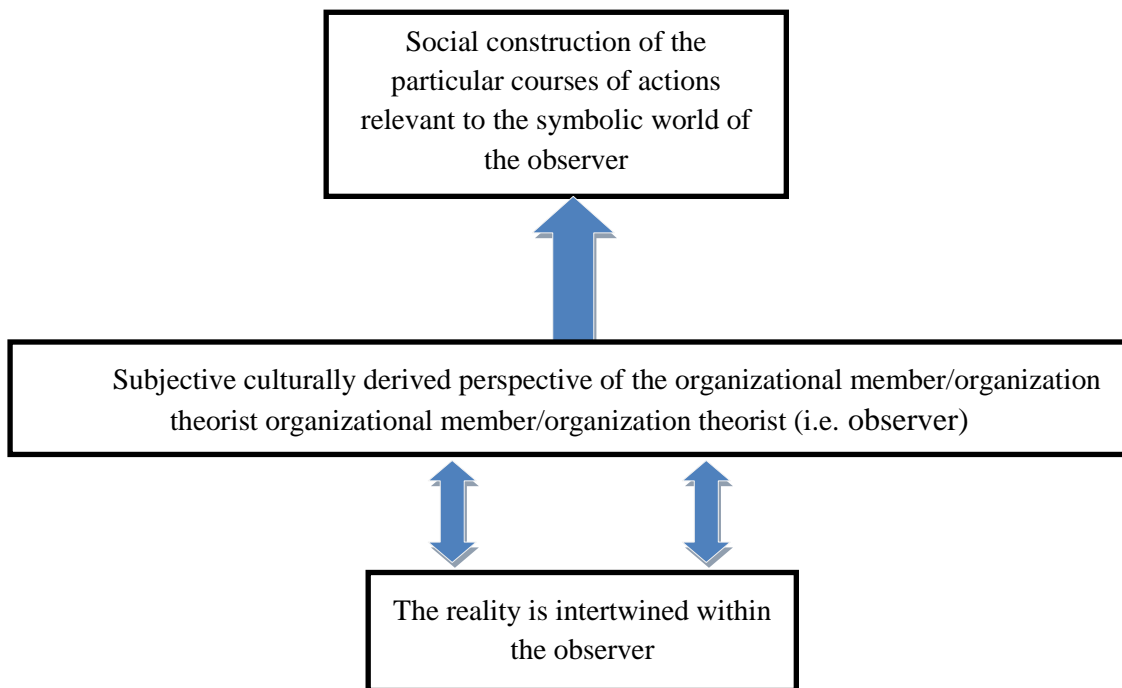 Social construction of the
particular courses of actions
relevant to the symbolic world of
the observer
Subjective culturally derived perspective of the organizational member/organization
theorist organizational member/organization theorist (i.e. observer)
The reality is intertwined within
the observer